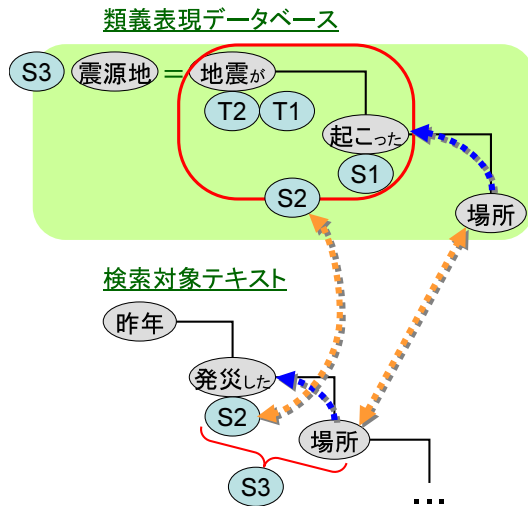 類義表現データベース
S3 震源地 = 地震が
T2 T1
起こった
S1
S2
場所
検索対象テキスト
昨年
発災した
S2
場所
S3
...